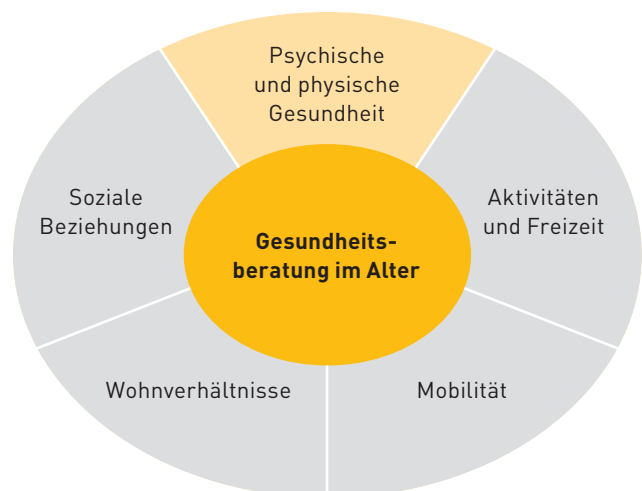 Psychische
und physische
Gesundheit
Soziale
Beziehungen
Aktivitäten
und Freizeit
Gesundheits-
beratung im Alter
Wohnverhältnisse
Mobilität